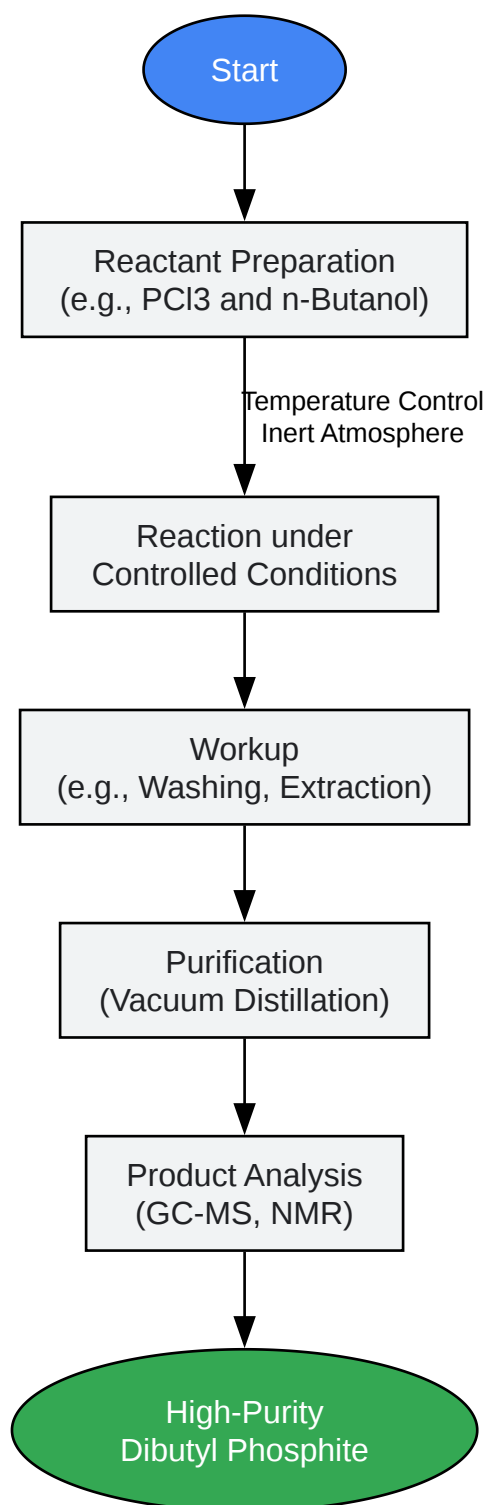 Start
Reactant Preparation
(e.g., PCl3 and n-Butanol)
Temperature Control
Inert Atmosphere
Reaction under
Controlled Conditions
Workup
(e.g., Washing, Extraction)
Purification
(Vacuum Distillation)
Product Analysis
(GC-MS, NMR)
High-Purity
Dibutyl Phosphite